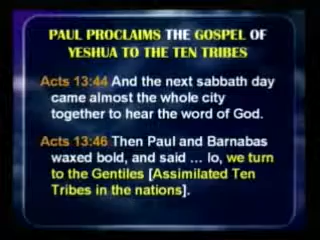 PAUL PROCLAIMS THE GOSPEL OF
YESHUA TO THE TEN TRIBES
Acts 13:44 And the next sabbath day
came almost the whole city
together to hear the word of God.
Acts 13:46 Then Paul and Barnabas
waxed bold, and said ... lo, we turn
to the Gentiles [Assimilated Ten
Tribes in the nations].